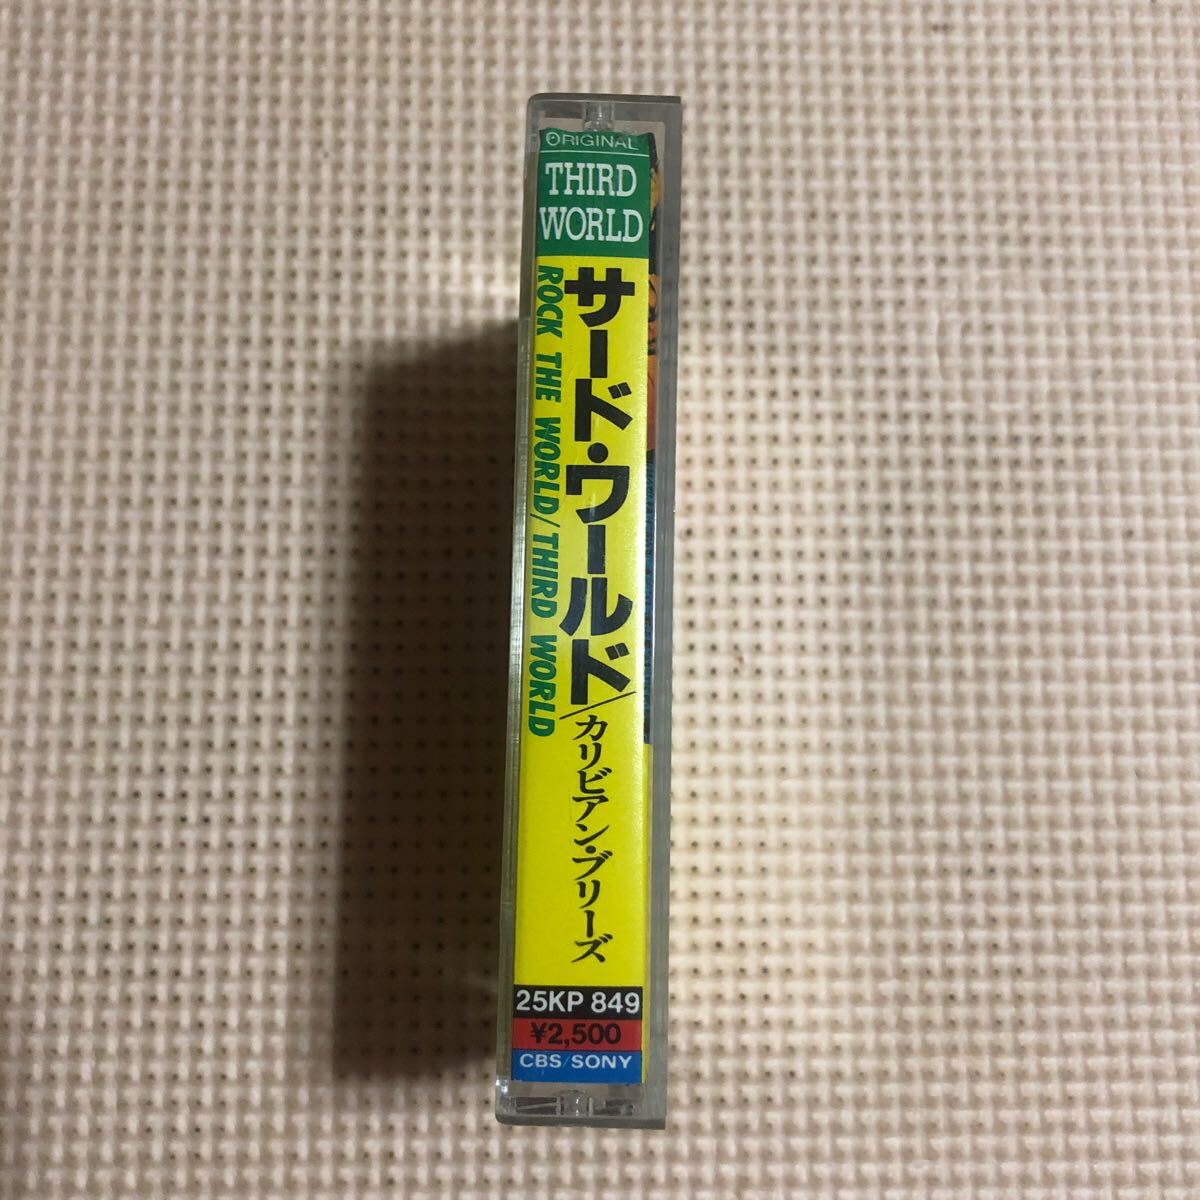 ORIGINAL
THIRD
WORLD
サード・ワールド/カリビアン・ブリーズ
ROCK THE WORLD/THIRD WORLD
25KP 849
¥2,500
CBS/SONY